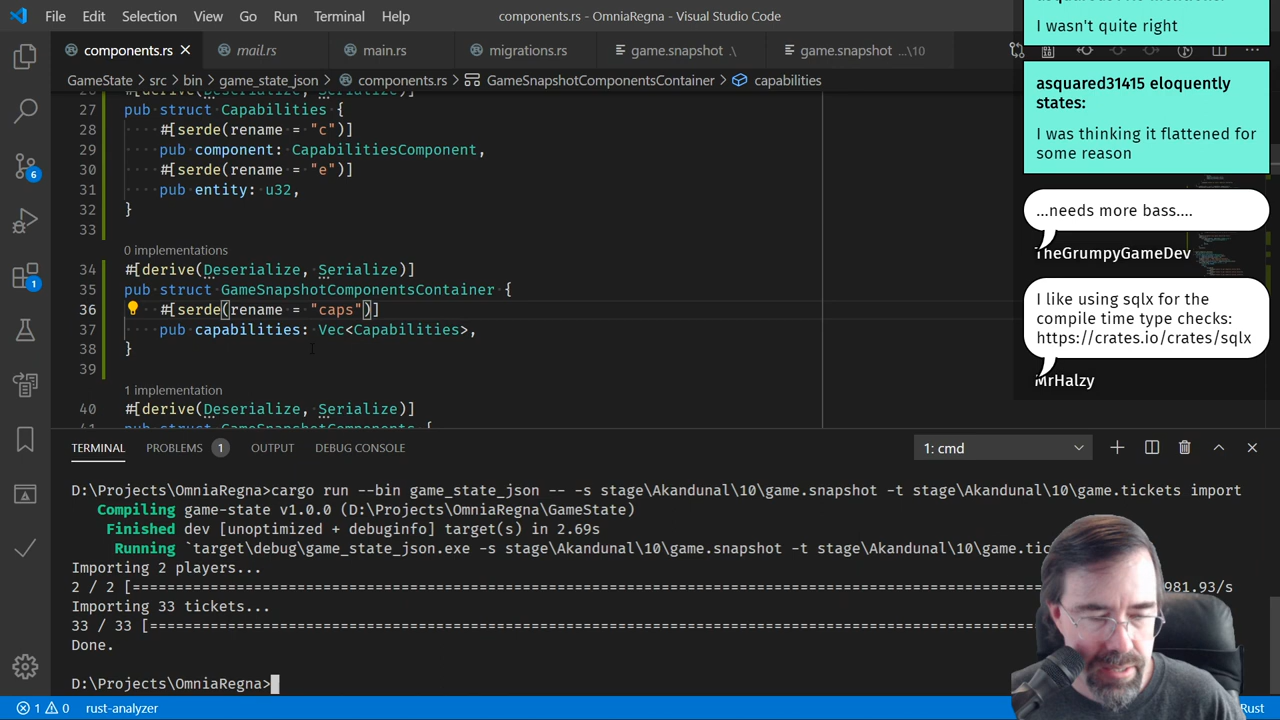 File Edit Selection View Go Run Terminal Help
components.rs - OmniaRegna - Visual Studio Code
components.rs mail.rs main.rs migrations.rs game.snapshot .\ game.snapshot ...\10
GameState > src > bin > game_state_json > components.rs > GameSnapshotComponentsContainer > capabilities
27 pub struct Capabilities {
28 #[serde(rename = "c")]
29 pub component: CapabilitiesComponent,
30 #[serde(rename = "e")]
31 pub entity: u32,
32 }
33
0 implementations
34 #[derive(Deserialize, Serialize)]
35 pub struct GameSnapshotComponentsContainer {
36 #[serde(rename = "caps")]
37 pub capabilities: Vec<Capabilities>,
38 }
39
1 implementation
40 #[derive(Deserialize, Serialize)]
I wasn't quite right
asquared31415 eloquently
states:
I was thinking it flattened for
some reason
...needs more bass....
TheGrumpyGameDev
I like using sqlx for the
compile time type checks:
https://crates.io/crates/sqlx
MrHalzy
TERMINAL PROBLEMS 1 OUTPUT DEBUG CONSOLE 1: cmd
D:\Projects\OmniaRegna>cargo run --bin game_state_json -- -s stage\Akandunal\10\game.snapshot -t stage\Akandunal\10\game.tickets import
Compiling game-state v1.0.0 (D:\Projects\OmniaRegna\GameState)
Finished dev [unoptimized + debuginfo] target(s) in 2.69s
Running `target\debug\game_state_json.exe -s stage\Akandunal\10\game.snapshot -t stage\Akandunal\10\game.tic
Importing 2 players...
2 / 2 [==================================================================================================================== 981.93/s
Importing 33 tickets...
33 / 33 [==============================================================================================================
Done.
D:\Projects\OmniaRegna>
6
1
1 0 rust-analyzer
Rust